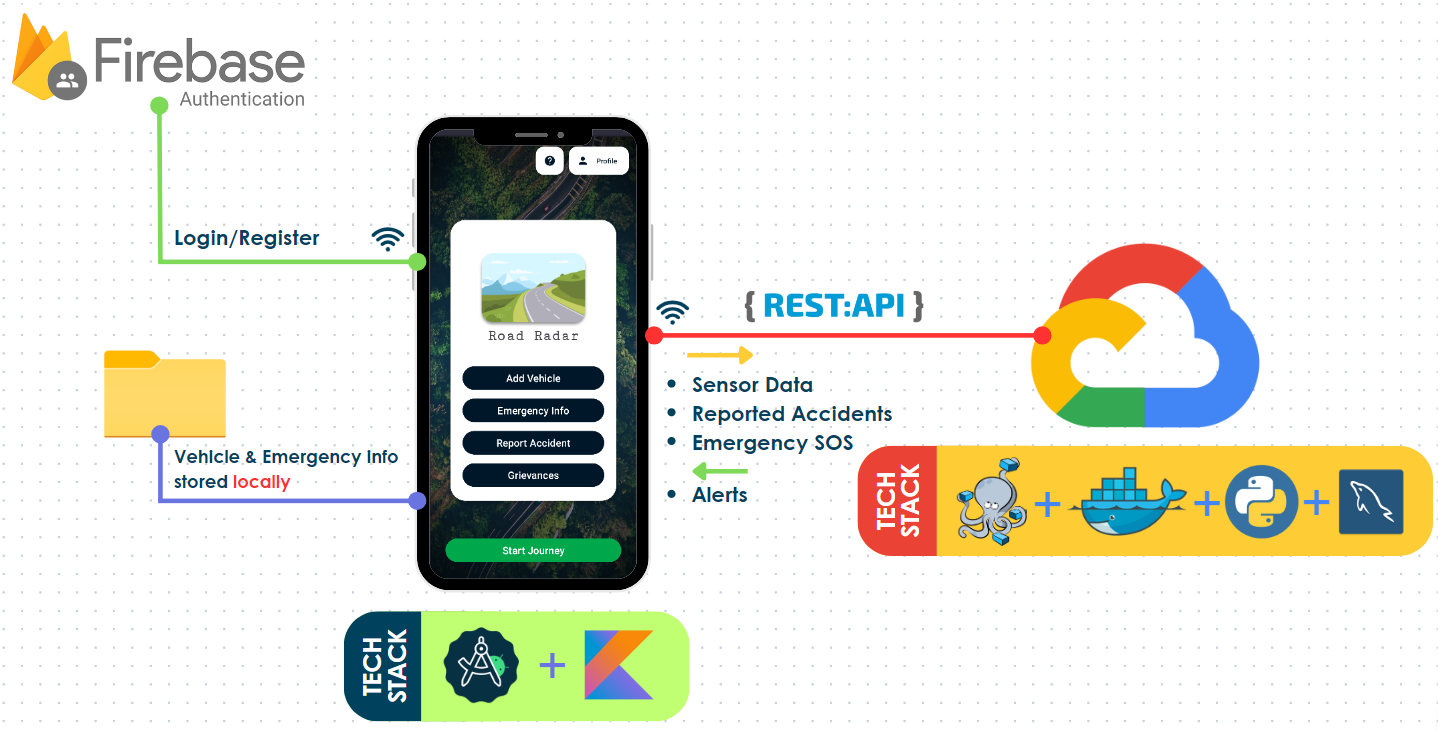 Firebase
Authentication
Login/Register
Vehicle & Emergency Info
stored locally
Profile
Road Radar
Add Vehicle
Emergency Info
Report Accident
Grievances
Start Journey
{ REST:API }
Sensor Data
Reported Accidents
Emergency SOS
Alerts
TECH
STACK
TECH
STACK